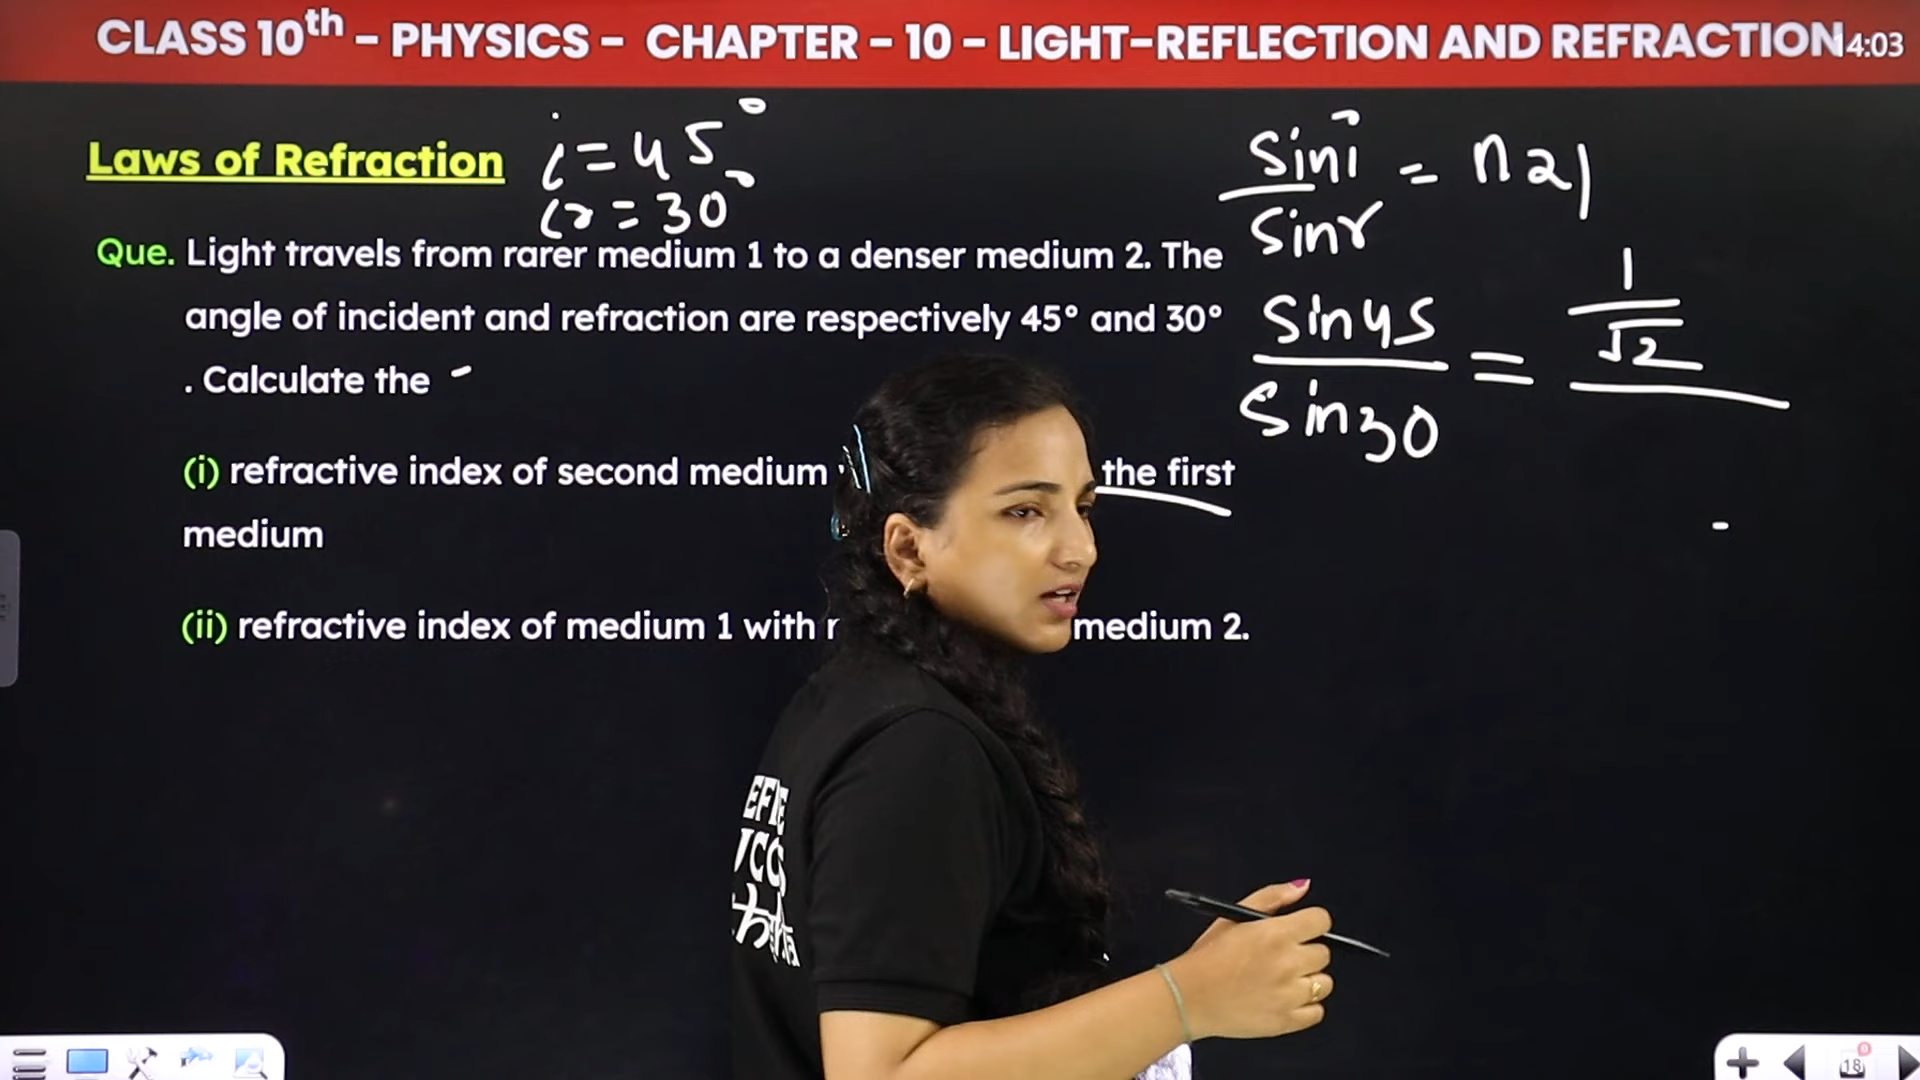 CLASS 10th - PHYSICS - CHAPTER - 10 - LIGHT-REFLECTION AND REFRACTION
14:03
Laws of Refraction
i = 45°
∠r = 30°
Que. Light travels from rarer medium 1 to a denser medium 2. The
angle of incident and refraction are respectively 45° and 30°
. Calculate the -
(i) refractive index of second medium the first
medium
(ii) refractive index of medium 1 with medium 2.
sin i / sin r = n21
sin 45 / sin 30 = 1/√2
18